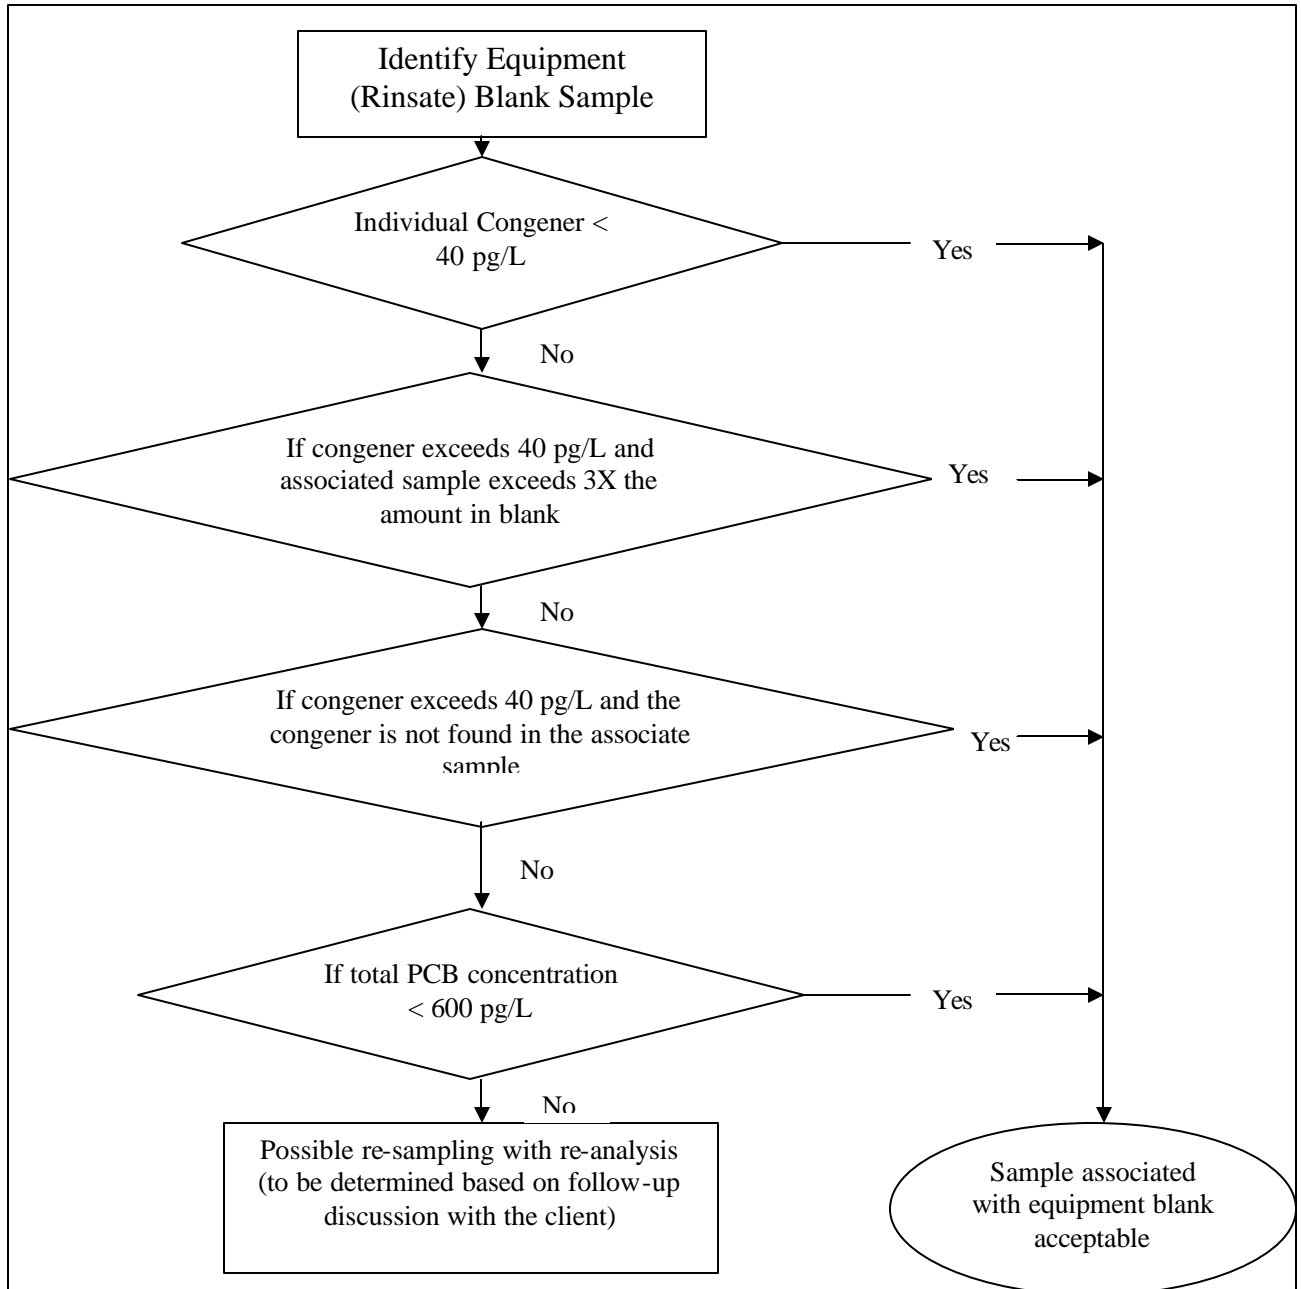 Identify Equipment
(Rinsate) Blank Sample
Individual Congener <
40 pg/L
Yes
No
If congener exceeds 40 pg/L and
associated sample exceeds 3X the
amount in blank
Yes
No
If congener exceeds 40 pg/L and the
congener is not found in the associate
sample
Yes
No
If total PCB concentration
< 600 pg/L
Yes
No
Possible re-sampling with re-analysis
(to be determined based on follow-up
discussion with the client)
Sample associated
with equipment blank
acceptable